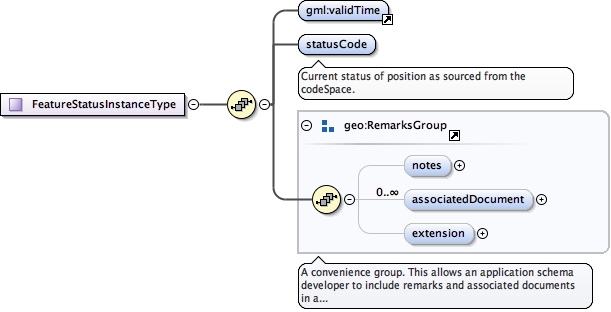 gml:validTime
statusCode
Current status of position as sourced from the
codeSpace.
FeatureStatusInstanceType
geo:RemarksGroup
notes
0..∞
associatedDocument
extension
A convenience group. This allows an application schema
developer to include remarks and associated documents
in a...